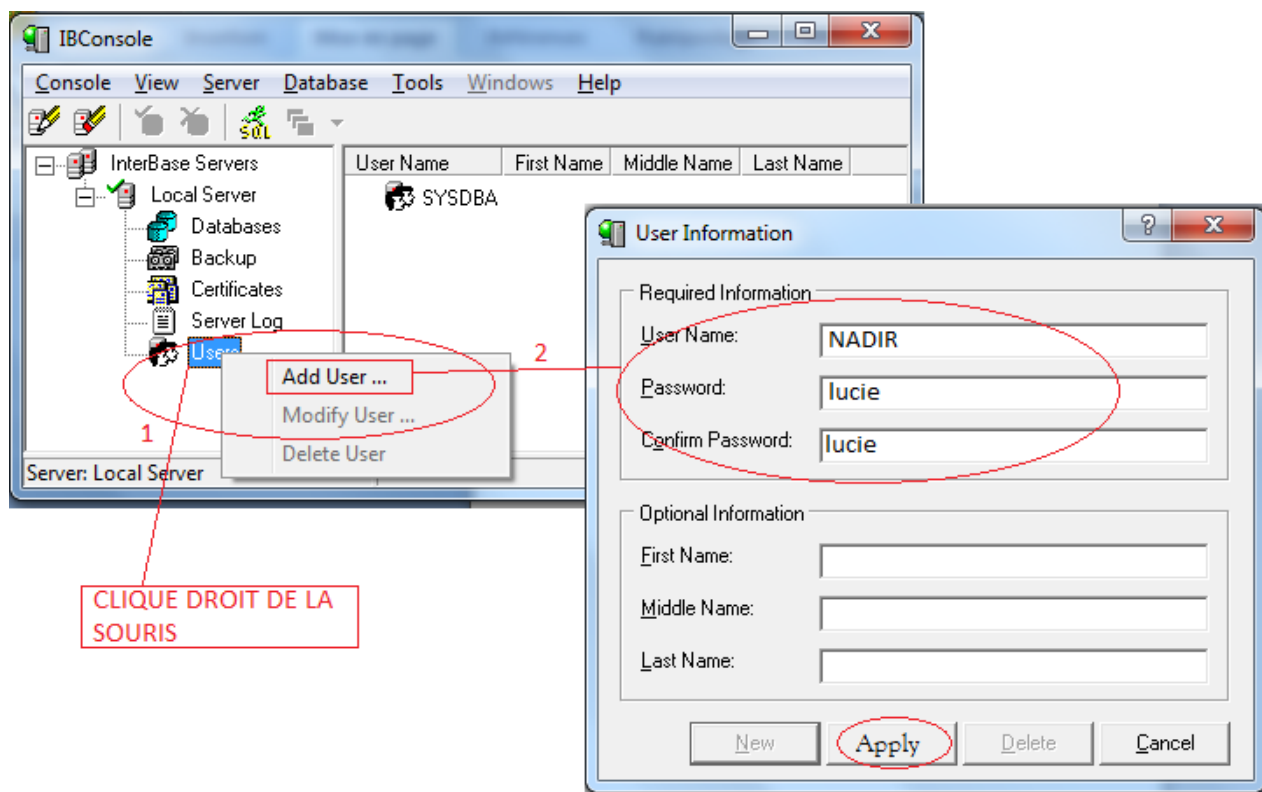 IBConsole
Console View Server Database Tools Windows Help
SQL
InterBase Servers
Local Server
Databases
Backup
Certificates
Server Log
Users
User Name First Name Middle Name Last Name
SYSDBA
Add User ...
Modify User ...
Delete User
1
2
Server: Local Server
CLIQUE DROIT DE LA
SOURIS
User Information
Required Information
User Name: NADIR
Password: lucie
Confirm Password: lucie
Optional Information
First Name:
Middle Name:
Last Name:
New Apply Delete Cancel